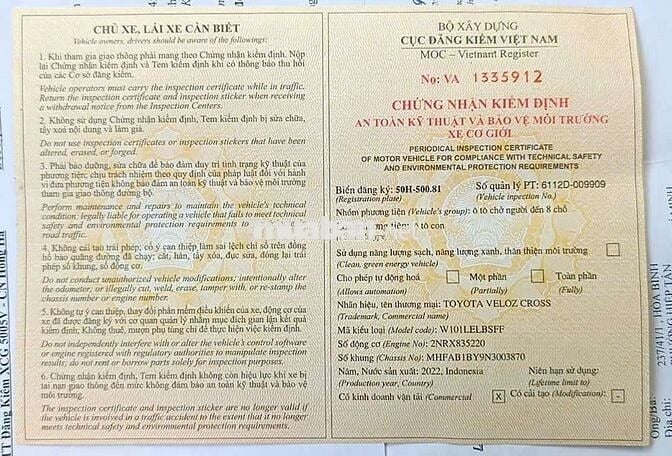 CHỦ XE, LÁI XE CẦN BIẾT
Vehicle owners, drivers should be aware of the followings:
1. Khi tham gia giao thông phải mang theo Chứng nhận kiểm định. Nộp
lại Chứng nhận kiểm định và Tem kiểm định khi có thông báo thu hồi
của các Cơ sở đăng kiểm.
Vehicle operators must carry the inspection certificate while in traffic.
Return the inspection certificate and inspection sticker when receiving
a withdrawal notice from the Inspection Centers.
2. Không sử dụng Chứng nhận kiểm định, Tem kiểm định bị sửa chữa,
tẩy xoá nội dung và làm giả.
Do not use inspection certificates or inspection stickers that have been
altered, erased, or forged.
3. Phải bảo dưỡng, sửa chữa để bảo đảm duy trì tình trạng kỹ thuật của
phương tiện; chịu trách nhiệm theo quy định của pháp luật đối với hành
vi đưa phương tiện không bảo đảm an toàn kỹ thuật và bảo vệ môi trường
tham gia giao thông đường bộ.
Perform maintenance and repairs to maintain the vehicle's technical
condition; legally liable for operating a vehicle that fails to meet technical
safety and environmental protection requirements to
road traffic.
4. Không cải tạo trái phép; cố ý can thiệp làm sai lệch chỉ số trên đồng
hồ báo quãng đường đã chạy; cắt, hàn, tẩy xóa, đục sửa, đóng lại trái
phép số khung, số động cơ.
Do not conduct unauthorized vehicle modifications; intentionally alter
the odometer, or illegally cut, weld, erase, tamper with, or re-stamp the
chassis number or engine number.
5. Không tự ý can thiệp, thay đổi phần mềm điều khiển của xe, động cơ của
xe đã được đăng ký với cơ quan quản lý nhằm mục đích gian lận kết quả
kiểm định; Không thuê, mượn phụ tùng chỉ để thực hiện việc kiểm định.
Do not independently interfere with or alter the vehicle's control software
or engine registered with regulatory authorities to manipulate inspection
results; do not rent or borrow parts solely for inspection purposes.
6. Chứng nhận kiểm định, Tem kiểm định không còn hiệu lực khi xe bị
tai nạn giao thông đến mức không đảm bảo an toàn kỹ thuật và bảo vệ
môi trường.
The inspection certificate and inspection sticker are no longer valid if
the vehicle is involved in a traffic accident to the extent that it no longer
meets technical safety and environmental protection requirements.
BỘ XÂY DỰNG
CỤC ĐĂNG KIỂM VIỆT NAM
MOC – Vietnam Register
No: VA 1335912
CHỨNG NHẬN KIỂM ĐỊNH
AN TOÀN KỸ THUẬT VÀ BẢO VỆ MÔI TRƯỜNG
XE CƠ GIỚI
PERIODICAL INSPECTION CERTIFICATE
OF MOTOR VEHICLE FOR COMPLIANCE WITH TECHNICAL SAFETY
AND ENVIRONMENTAL PROTECTION REQUIREMENTS
Biển đăng ký: 50H-500.81 Số quản lý PT: 6112D-009909
(Registration plate) (Vehicle inspection No.)
Nhóm phương tiện (Vehicle's group): ô tô chở người đến 8 chỗ
tô con
Sử dụng năng lượng sạch, năng lượng xanh, thân thiện môi trường
(Clean, green energy vehicle)
Cho phép tự động hoá Một phần Toàn phần
(Allows automation) (Partially) (Fully)
Nhãn hiệu, tên thương mại: TOYOTA VELOZ CROSS
(Trademark, Commercial name)
Mã kiểu loại (Model code): W101LELBSFF
Số động cơ (Engine No): 2NRX835220
Số khung (Chassis No): MHFAB1BY9N3003870
Năm, Nước sản xuất: 2022, Indonesia Niên hạn sử dụng:
(Production year, Country) (Lifetime limit to)
Có kinh doanh vận tải (Commercial X Có cải tạo (Modification): -
TT Đăng Kiểm XCG 5005V - CN Hồng Hà
237/41/1 HOÀ BÌNH
Ông/Bà:
Địa chỉ: